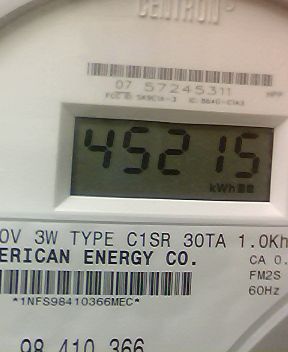 CENTRON
07 57245311
45215
kWh
0V 3W TYPE C1SR 30TA 1.0Kh
ERICAN ENERGY CO.
CA 0.
FM2S
60Hz
*1NFS98410366MEC*
98 410 366